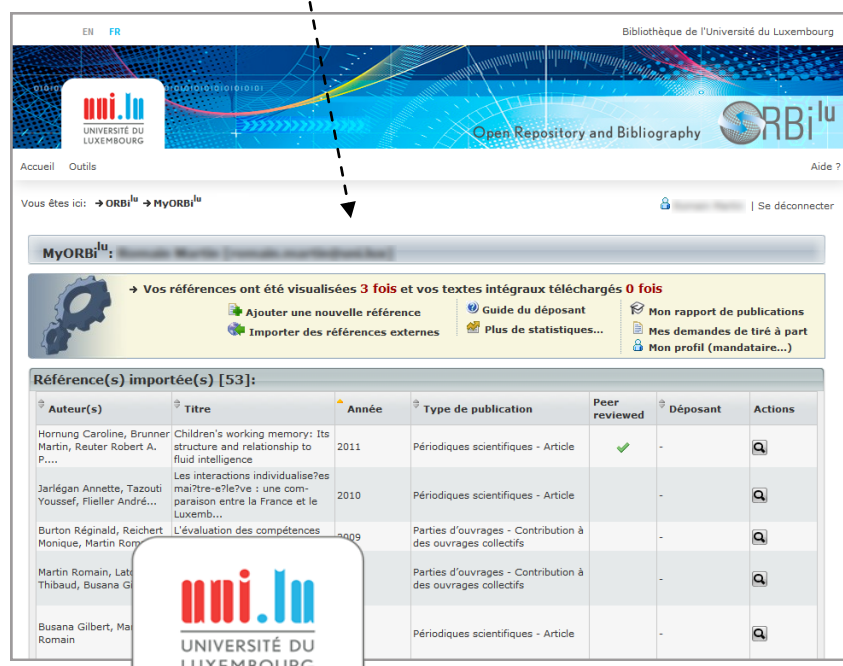 EN FR
Bibliothèque de l'Université du Luxembourg
uni.lu
UNIVERSITÉ DU
LUXEMBOURG
Open Repository and Bibliography
ORBi lu
Accueil Outils
Aide ?
Vous êtes ici: → ORBi lu → MyORBi lu
| Se déconnecter
MyORBi lu:
→ Vos références ont été visualisées 3 fois et vos textes intégraux téléchargés 0 fois
Ajouter une nouvelle référence
Importer des références externes
Guide du déposant
Plus de statistiques...
Mon rapport de publications
Mes demandes de tiré à part
Mon profil (mandataire...)
Référence(s) importée(s) [53]:
Auteur(s) Titre Année Type de publication Peer reviewed Déposant Actions
Hornung Caroline, Brunner
Martin, Reuter Robert A.
P....
Children's working memory: Its
structure and relationship to
fluid intelligence
2011
Périodiques scientifiques - Article
-
Jarlégan Annette, Tazouti
Youssef, Flieller André...
Les interactions individualise?es
mai?tre-e?le?ve : une com-
paraison entre la France et le
Luxemb...
2010
Périodiques scientifiques - Article
-
Burton Réginald, Reichert
Monique, Martin Rom
L'évaluation des compétences
2009
Parties d'ouvrages - Contribution à
des ouvrages collectifs
-
Martin Romain, Lat
Thibaud, Busana Gi
Parties d'ouvrages - Contribution à
des ouvrages collectifs
-
Busana Gilbert, Ma
Romain
Périodiques scientifiques - Article
-
uni.lu
UNIVERSITÉ DU
LUXEMBOURG